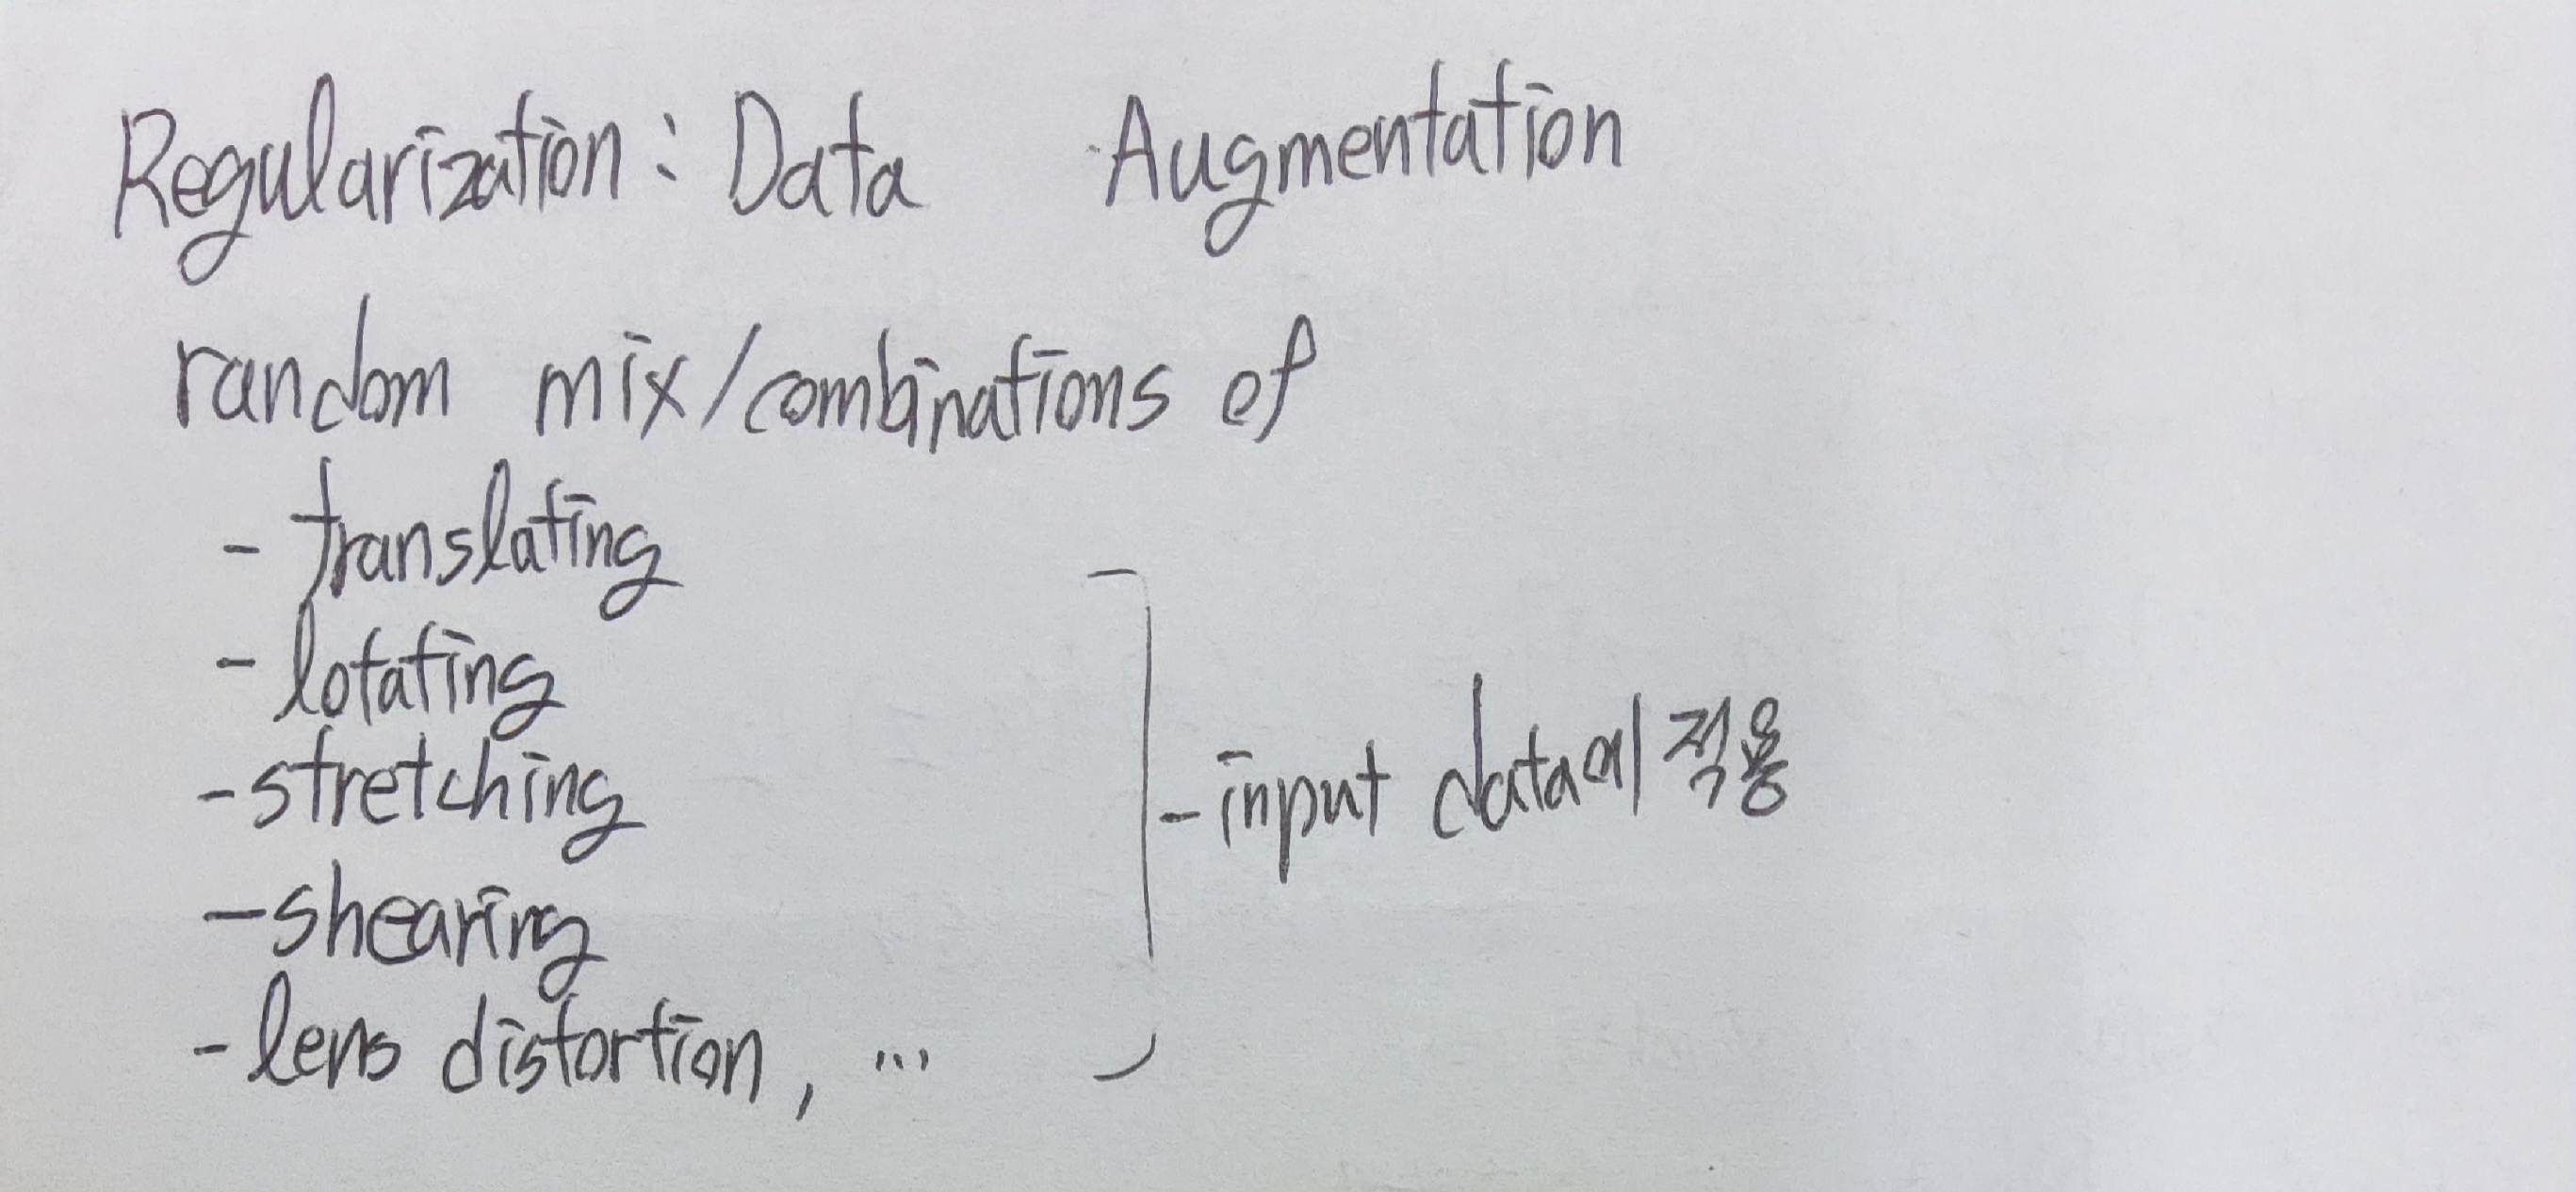 Regularization: Data Augmentation
random mix/combinations of
- translating
- lotating
- stretching
- shearing
- lens distortion, ...
- input data에 적용